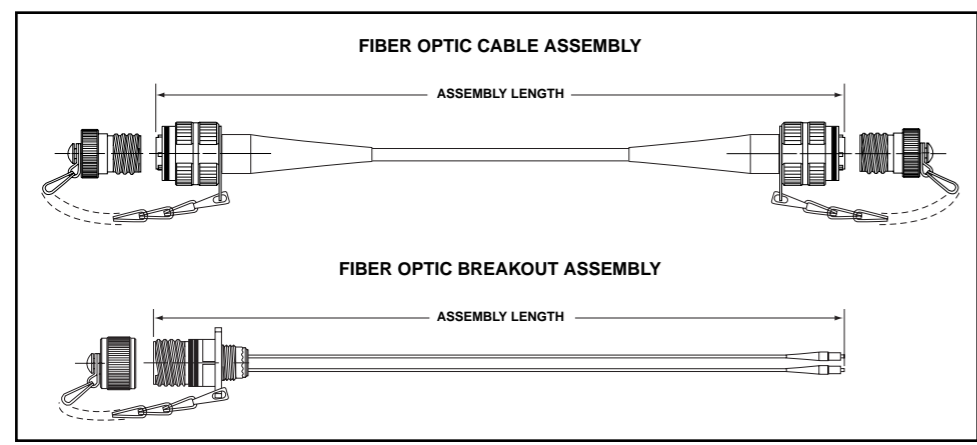 FIBER OPTIC CABLE ASSEMBLY
ASSEMBLY LENGTH
FIBER OPTIC BREAKOUT ASSEMBLY
ASSEMBLY LENGTH